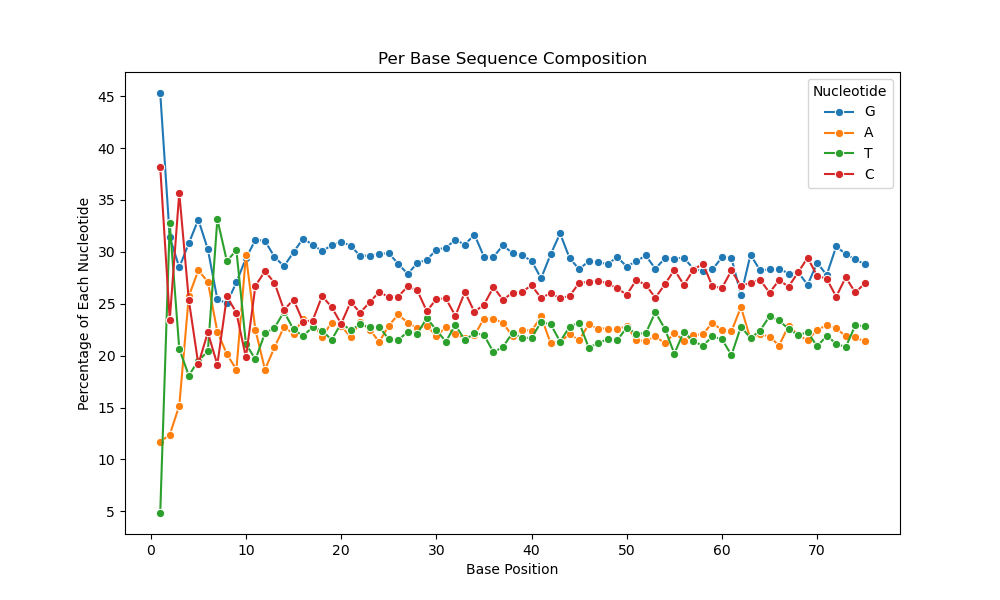 Per Base Sequence Composition
Nucleotide
G
A
T
C
Percentage of Each Nucleotide
45
40
35
30
25
20
15
10
5
0 10 20 30 40 50 60 70
Base Position